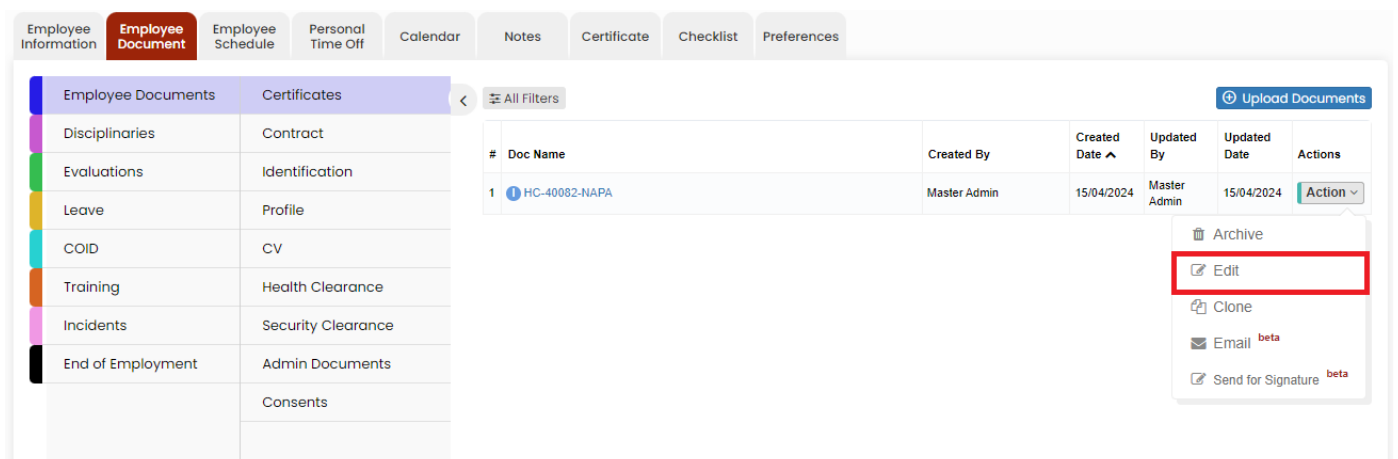 Employee Information
Employee Document
Employee Schedule
Personal Time Off
Calendar
Notes
Certificate
Checklist
Preferences
Employee Documents
Disciplinaries
Evaluations
Leave
COID
Training
Incidents
End of Employment
Certificates
Contract
Identification
Profile
CV
Health Clearance
Security Clearance
Admin Documents
Consents
All Filters
Upload Documents
# Doc Name Created By Created Date Updated By Updated Date Actions
1 I HC-40082-NAPA Master Admin 15/04/2024 Master Admin 15/04/2024 Action
Archive
Edit
Clone
Email beta
Send for Signature beta